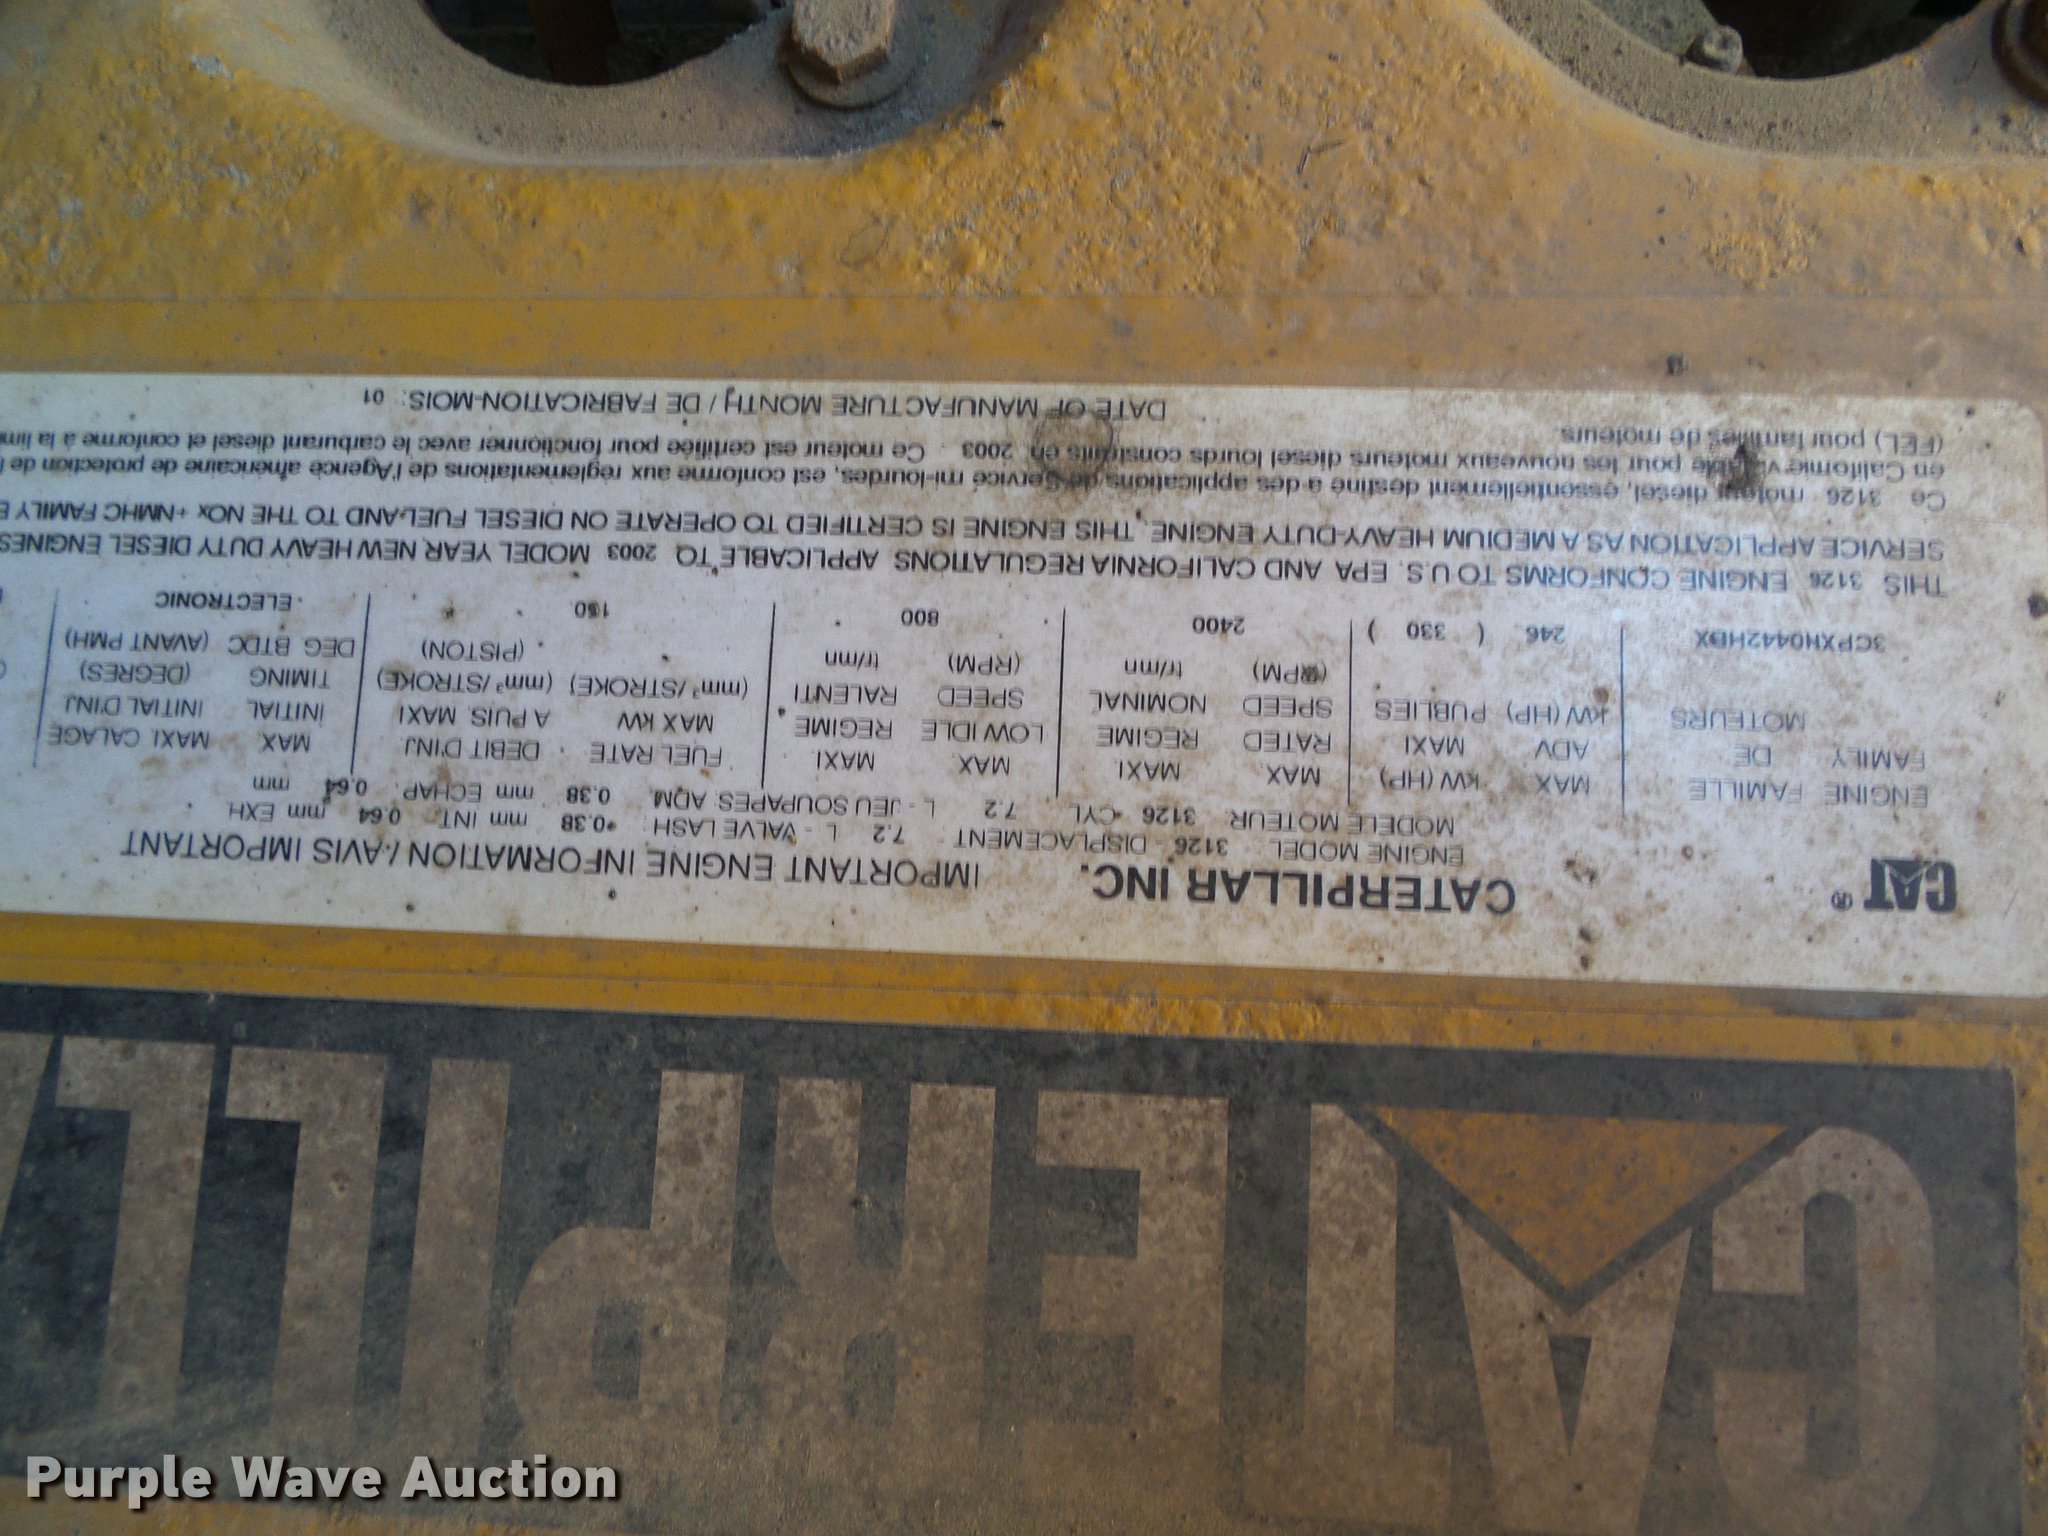 CATERPILL
CAT ®
CATERPILLAR INC. IMPORTANT ENGINE INFORMATION / AVIS IMPORTANT
ENGINE MODEL 3126 DISPLACEMENT 7.2 L - VALVE LASH: 0.38 mm INT. 0.64 mm EXH
MODELE MOTEUR 3126 CYL 7.2 L - JEU SOUPAPES ADM. 0.38 mm ECHAP. 0.64 mm
ENGINE FAMILLE MAX kW (HP) MAX MAXI MAX MAXI FUEL RATE DEBIT D'INJ MAX MAXI. CALAGE
FAMILY DE ADV MAXI RATED REGIME LOW IDLE REGIME MAX KW A PUIS. MAXI INITIAL INITIAL D'INJ
MOTEURS kW (HP) PUBLIES SPEED NOMINAL SPEED RALENTI (mm³/STROKE) (mm³/STROKE) TIMING (DEGRES)
(RPM) tr/mn (RPM) tr/mn (PISTON) DEG BTDC (AVANT PMH)
3CPXH0442HBX 246 ( 330 ) 2400 800 150 ELECTRONIC
THIS 3126 ENGINE CONFORMS TO U.S. EPA AND CALIFORNIA REGULATIONS APPLICABLE TO 2003 MODEL YEAR NEW HEAVY DUTY DIESEL ENGINES
SERVICE APPLICATION AS A MEDIUM HEAVY-DUTY ENGINE. THIS ENGINE IS CERTIFIED TO OPERATE ON DIESEL FUEL AND TO THE NOx +NMHC FAMILY E
Ce 3126 moteur diesel, essentiellement destiné à des applications de Service mi-lourdes, est conforme aux réglementations de l'Agence américaine de protection de l
en Californie viable pour les nouveaux moteurs diesel lourds construits en 2003 Ce moteur est certifiée pour fonctionner avec le carburant diesel et conforme à la limi
(FEL) pour familles de moteurs
DATE OF MANUFACTURE MONTH / DE FABRICATION-MOIS: 01
Purple Wave Auction